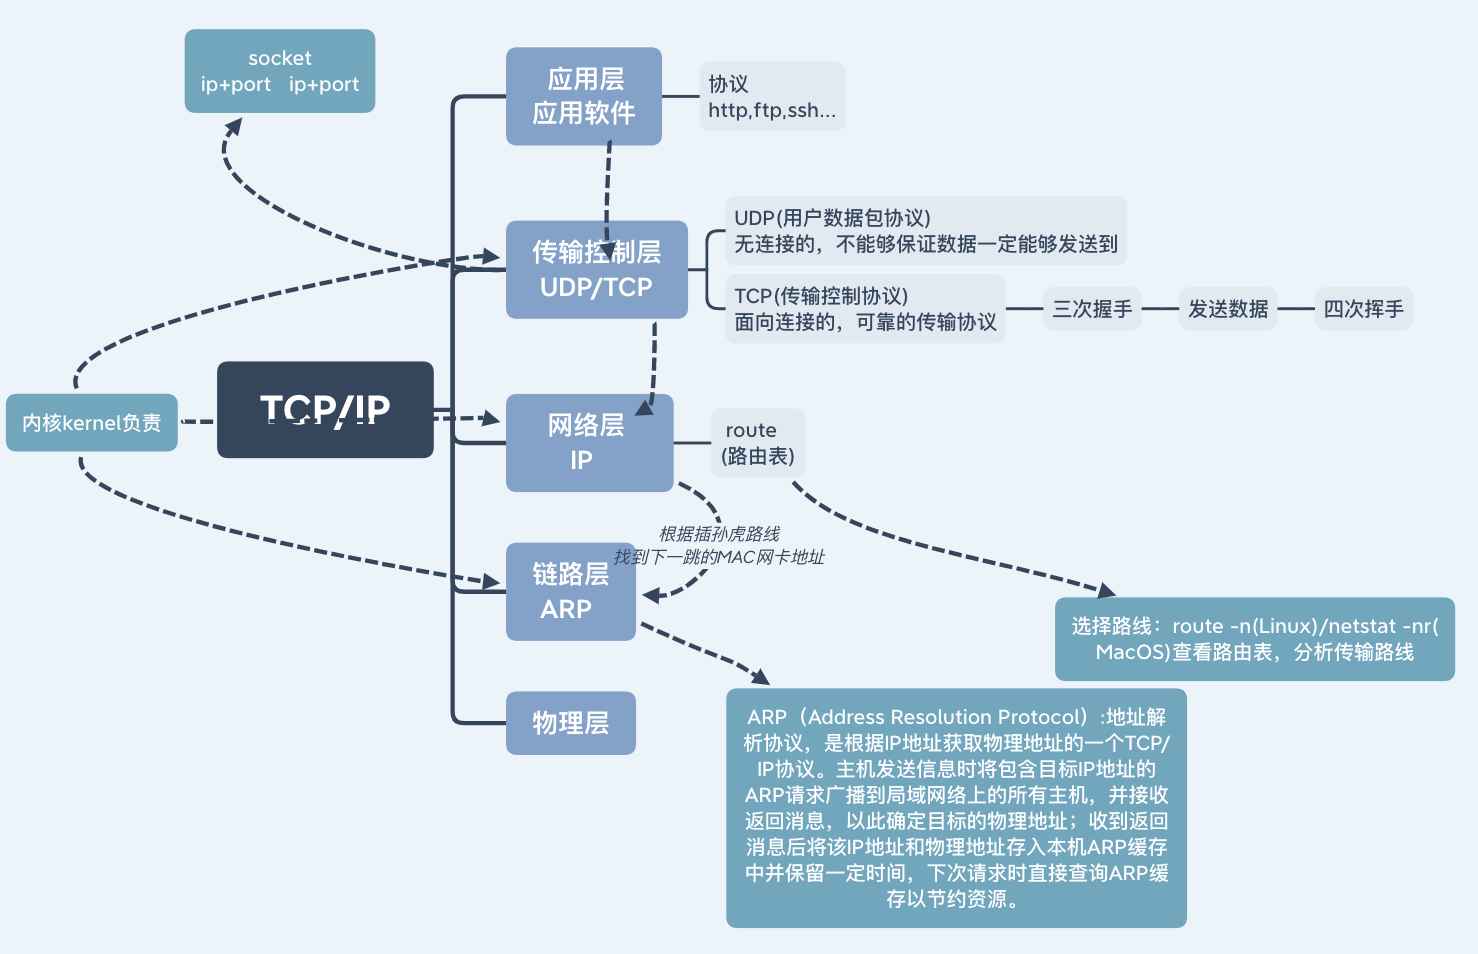 socket
ip+port ip+port
应用层
应用软件
协议
http,ftp,ssh...
传输控制层
UDP/TCP
UDP(用户数据包协议)
无连接的，不能够保证数据一定能够发送到
TCP(传输控制协议)
面向连接的，可靠的传输协议
三次握手
发送数据
四次挥手
TCP/IP
内核kernel负责
网络层
IP
route
(路由表)
根据插孙虎路线
找到下一跳的MAC网卡地址
链路层
ARP
选择路线：route -n(Linux)/netstat -nr(
MacOS)查看路由表，分析传输路线
物理层
ARP（Address Resolution Protocol）:地址解
析协议，是根据IP地址获取物理地址的一个TCP/
IP协议。主机发送信息时将包含目标IP地址的
ARP请求广播到局域网络上的所有主机，并接收
返回消息，以此确定目标的物理地址；收到返回
消息后将该IP地址和物理地址存入本机ARP缓存
中并保留一定时间，下次请求时直接查询ARP缓
存以节约资源。